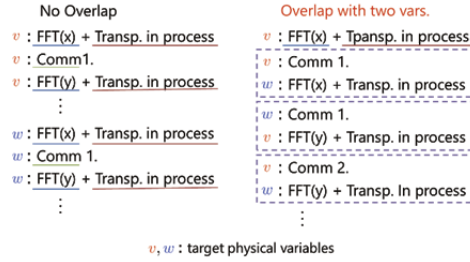 No Overlap
v : FFT(x) + Transp. in process
v : Comm1.
v : FFT(y) + Transp. in process
⋮
w : FFT(x) + Transp. in process
w : Comm 1.
w : FFT(y) + Transp. in process
⋮
Overlap with two vars.
v : FFT(x) + Tpansp. in process
v : Comm 1.
w : FFT(x) + Transp. in process
w : Comm 1.
v : FFT(y) + Transp. in process
v : Comm 2.
w : FFT(y) + Transp. In process
⋮
v, w : target physical variables